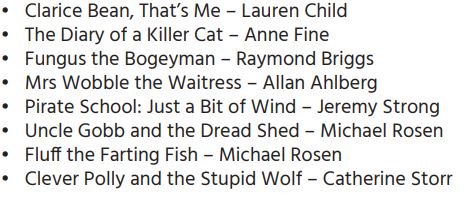 • Clarice Bean, That’s Me – Lauren Child
• The Diary of a Killer Cat – Anne Fine
• Fungus the Bogeyman – Raymond Briggs
• Mrs Wobble the Waitress – Allan Ahlberg
• Pirate School: Just a Bit of Wind – Jeremy Strong
• Uncle Gobb and the Dread Shed – Michael Rosen
• Fluff the Farting Fish – Michael Rosen
• Clever Polly and the Stupid Wolf – Catherine Storr